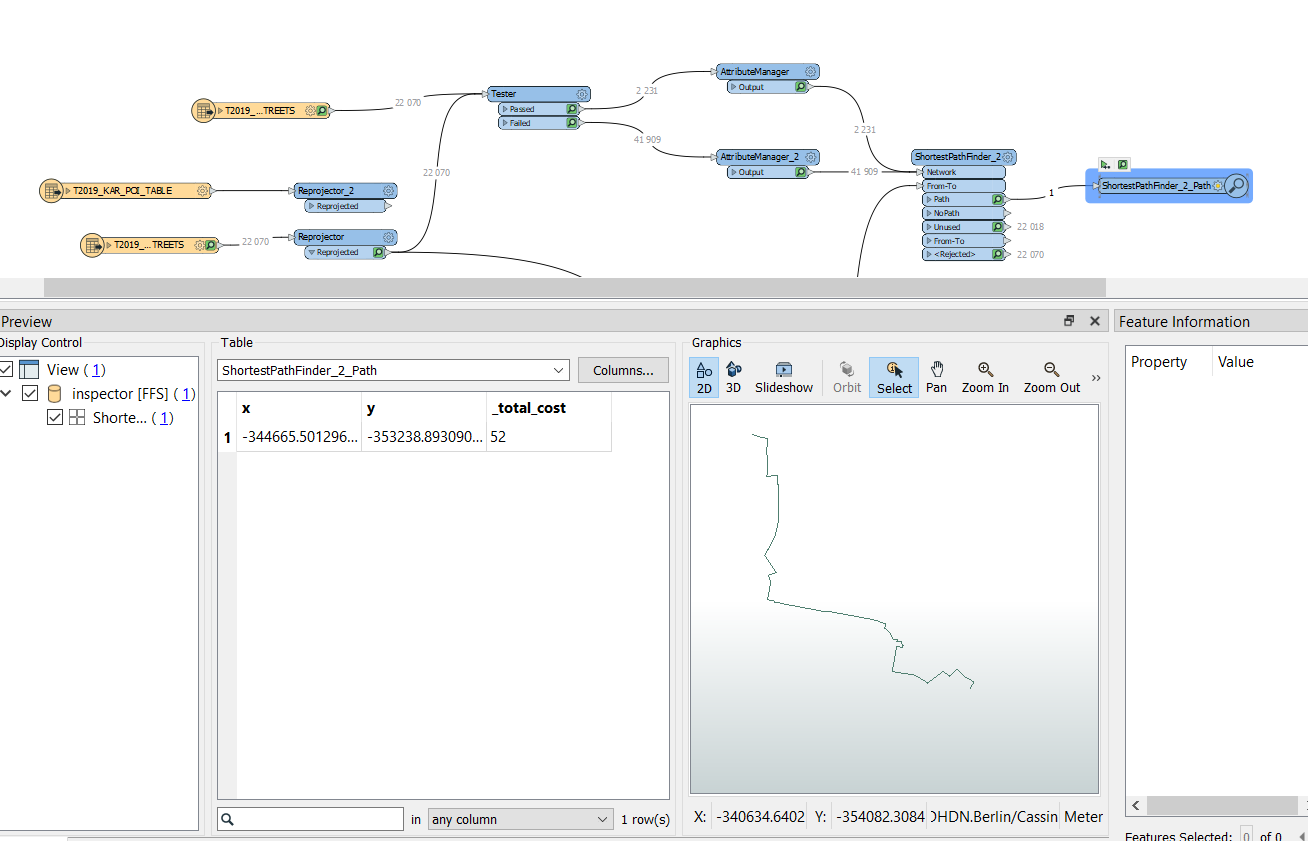 AttributeManager
Output
2 231
Tester
Passed
Failed
22 070
T2019_...TREETS
41 909
2 231
AttributeManager_2
Output
41 909
ShortestPathFinder_2
Network
From-To
Path
NoPath
Unused
From-To
<Rejected>
22 018
22 070
1
ShortestPathFinder_2_Path
22 070
T2019_KAR_POI_TABLE
Reprojector_2
Reprojected
T2019_...TREETS
22 070
Reprojector
Reprojected
Preview
Feature Information
Display Control
Table
Graphics
View (1)
inspector [FFS] (1)
Shorte... (1)
ShortestPathFinder_2_Path
Columns...
x y _total_cost
1 -344665.501296... -353238.893090... 52
2D
3D
Slideshow
Orbit
Select
Pan
Zoom In
Zoom Out
»
Property Value
in any column 1 row(s)
X: -340634.6402 Y: -354082.3084 DHDN.Berlin/Cassin Meter
Features Selected: 0 of 0